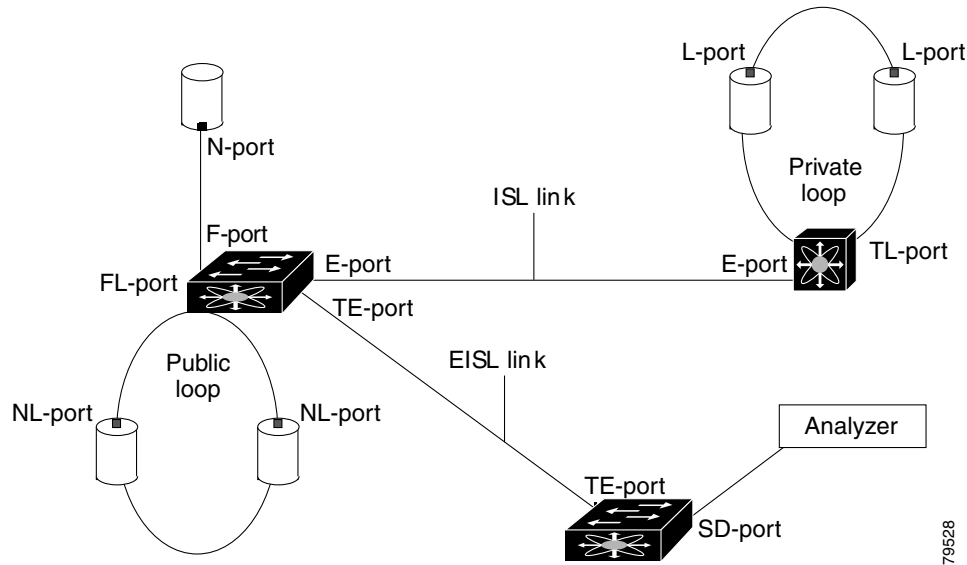 L-port
L-port
N-port
Private
loop
ISL link
F-port
E-port
E-port
TL-port
FL-port
TE-port
Public
loop
EISL link
NL-port
NL-port
Analyzer
TE-port
SD-port
79528